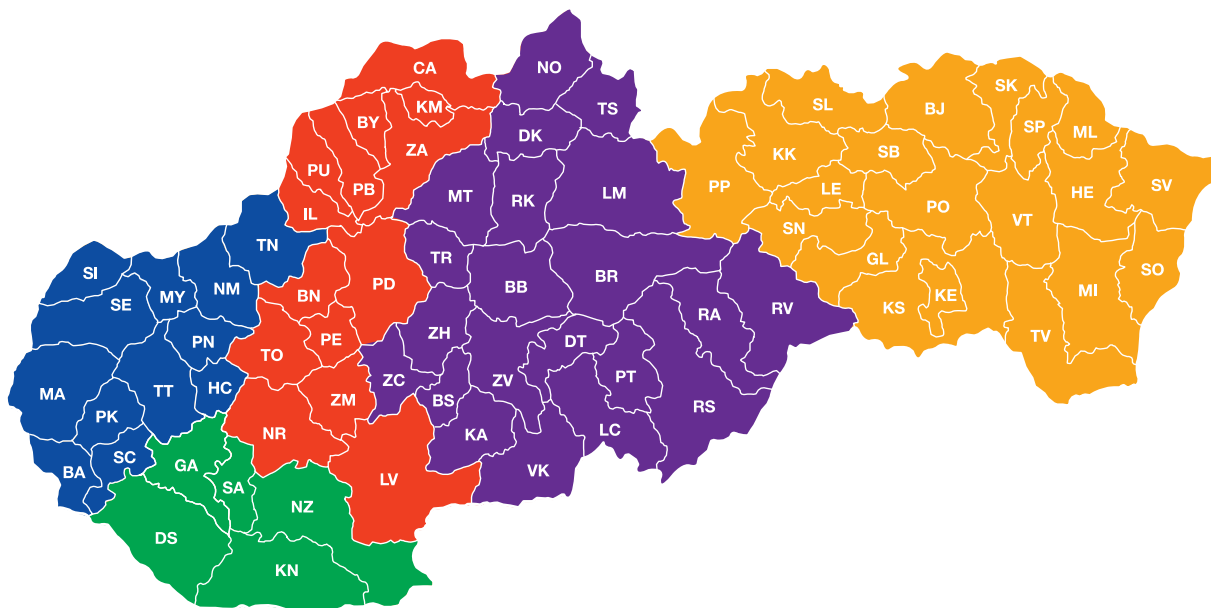 CA
NO
KM
TS
BY
DK
ZA
PU
PB
IL
MT
RK
LM
SL
BJ
SK
SP
ML
KK
SB
PP
LE
HE
SV
PO
VT
SN
GL
SO
KS
KE
MI
TV
TN
SI
SE
MY
NM
PN
MA
TT
HC
PK
BA
SC
BN
PD
TO
PE
ZM
NR
LV
TR
BB
BR
RV
RA
ZH
DT
ZC
ZV
PT
BS
RS
KA
LC
VK
GA
SA
NZ
DS
KN